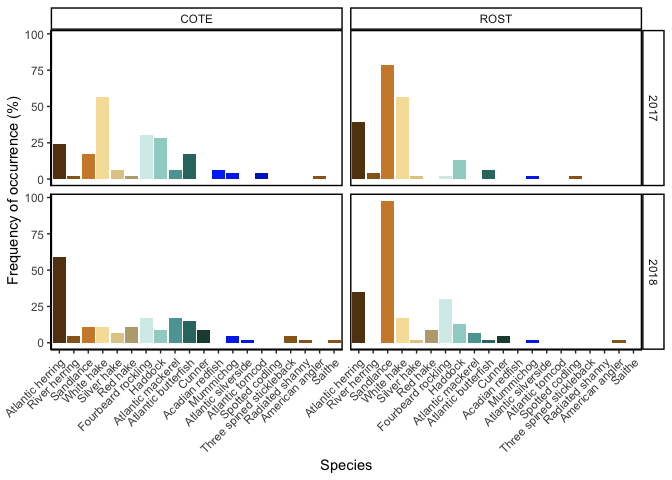 COTE
ROST
Frequency of occurrence (%)
100
75
50
25
0
2017
100
75
50
25
0
2018
Atlantic herring
River herring
Sandlance
White hake
Silver hake
Red hake
Fourbeard rockling
Haddock
Atlantic mackerel
Atlantic butterfish
Cunner
Acadian redfish
Mummichog
Atlantic silverside
Atlantic tomcod
Spotted codling
Three spined stickleback
Radiated shanny
American angler
Saithe
Atlantic herring
River herring
Sandlance
White hake
Silver hake
Red hake
Fourbeard rockling
Haddock
Atlantic mackerel
Atlantic butterfish
Cunner
Acadian redfish
Mummichog
Atlantic silverside
Atlantic tomcod
Spotted codling
Three spined stickleback
Radiated shanny
American angler
Saithe
Species